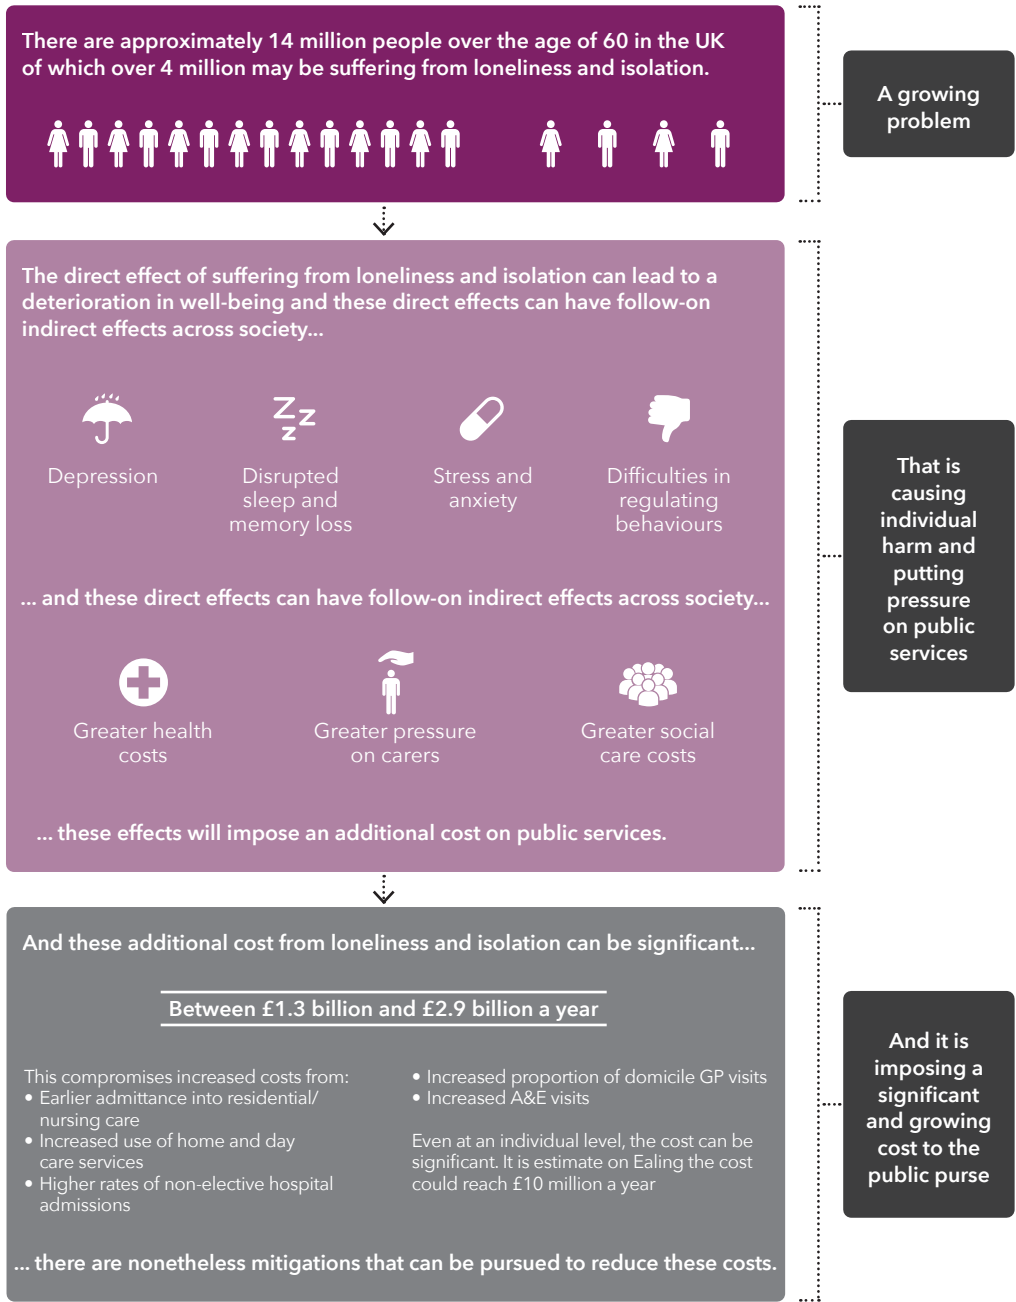 There are approximately 14 million people over the age of 60 in the UK
of which over 4 million may be suffering from loneliness and isolation.
A growing
problem
The direct effect of suffering from loneliness and isolation can lead to a
deterioration in well-being and these direct effects can have follow-on
indirect effects across society...
Depression
Disrupted
sleep and
memory loss
Stress and
anxiety
Difficulties in
regulating
behaviours
... and these direct effects can have follow-on indirect effects across society...
Greater health
costs
Greater pressure
on carers
Greater social
care costs
... these effects will impose an additional cost on public services.
That is
causing
individual
harm and
putting
pressure
on public
services
And these additional cost from loneliness and isolation can be significant...
Between £1.3 billion and £2.9 billion a year
This compromises increased costs from:
• Earlier admittance into residential/
nursing care
• Increased use of home and day
care services
• Higher rates of non-elective hospital
admissions
• Increased proportion of domicile GP visits
• Increased A&E visits
Even at an individual level, the cost can be
significant. It is estimate on Ealing the cost
could reach £10 million a year
... there are nonetheless mitigations that can be pursued to reduce these costs.
And it is
imposing a
significant
and growing
cost to the
public purse